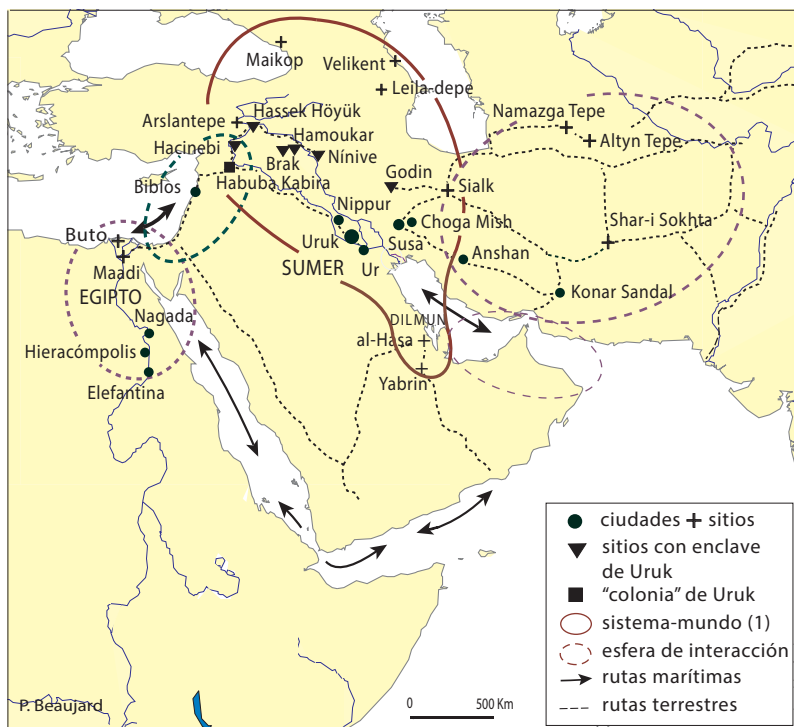 Maikop
Velikent
Leila-depe
Hassek Höyük
Arslantepe
Namazga Tepe
Hamoukar
Altyn Tepe
Hacinebi
Brak
Nínive
Godin
Sialk
Biblos
Habuba Kabira
Nippur
Choga Mish
Shar-i Sokhta
Buto
Uruk
Susa
Anshan
Maadi
SUMER
Ur
EGIPTO
Konar Sandal
Nagada
DILMUN
al-Hasa
Hieracómpolis
Yabrin
Elefantina
ciudades + sitios
sitios con enclave
de Uruk
"colonia" de Uruk
sistema-mundo (1)
esfera de interacción
rutas marítimas
rutas terrestres
P. Beaujard
0 500 Km